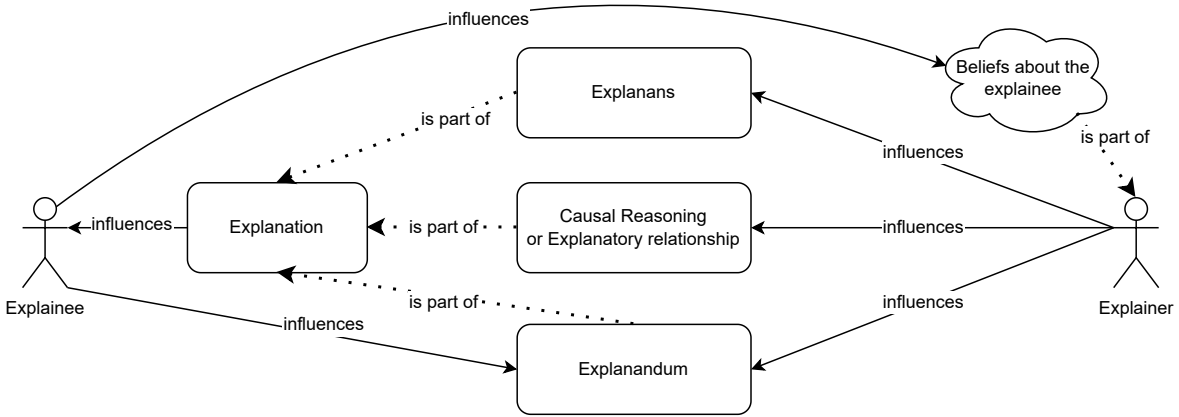 influences
Beliefs about the
explainee
Explanans
is part of
is part of
influences
Explanation
influences
is part of
Causal Reasoning
or Explanatory relationship
influences
Explainee
is part of
influences
Explainer
influences
Explanandum